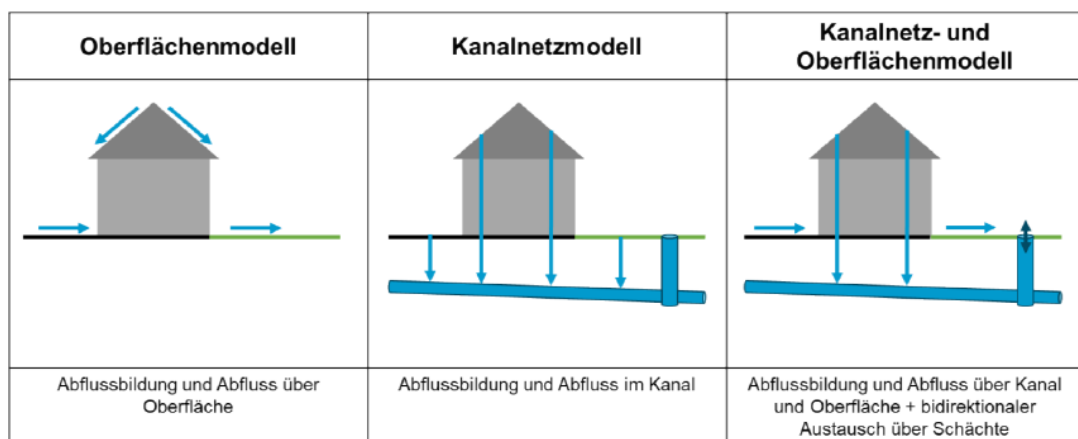 Oberflächenmodell
Kanalnetzmodell
Kanalnetz- und
Oberflächenmodell
Abflussbildung und Abfluss über
Oberfläche
Abflussbildung und Abfluss im Kanal
Abflussbildung und Abfluss über Kanal
und Oberfläche + bidirektionaler
Austausch über Schächte